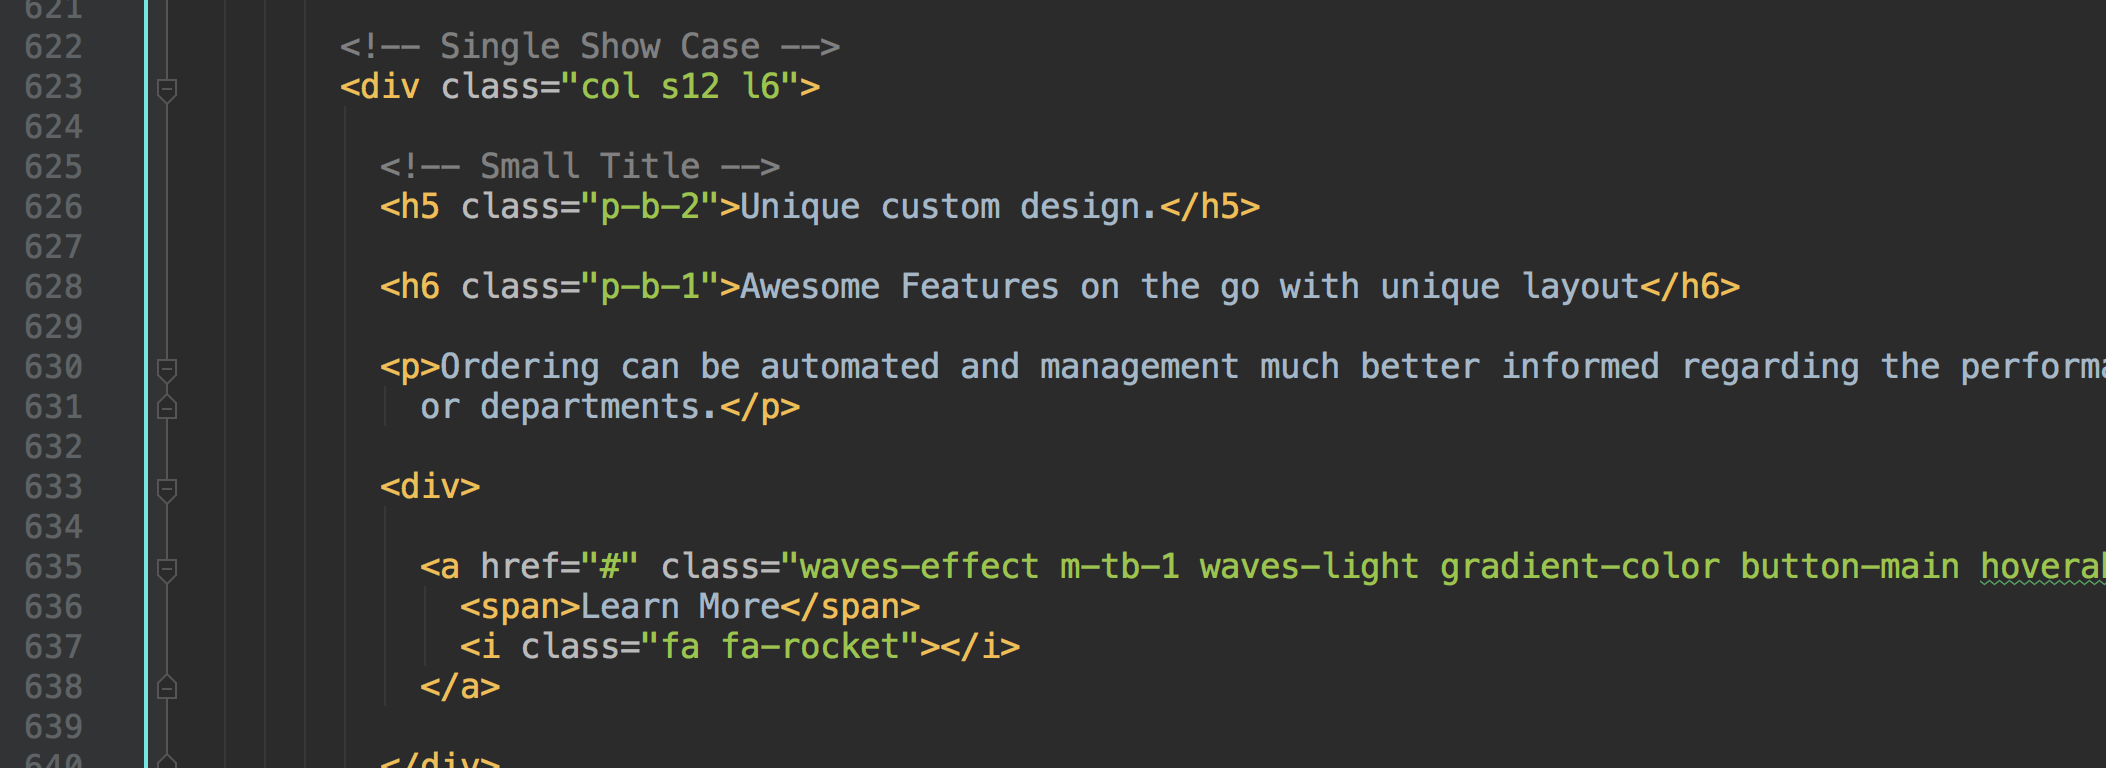 621
622 <!-- Single Show Case -->
623 <div class="col s12 l6">
624
625 <!-- Small Title -->
626 <h5 class="p-b-2">Unique custom design.</h5>
627
628 <h6 class="p-b-1">Awesome Features on the go with unique layout</h6>
629
630 <p>Ordering can be automated and management much better informed regarding the
631 or departments.</p>
632
633 <div>
634
635 <a href="#" class="waves-effect m-tb-1 waves-light gradient-color button-main
636 <span>Learn More</span>
637 <i class="fa fa-rocket"></i>
638 </a>
639
640 </div>